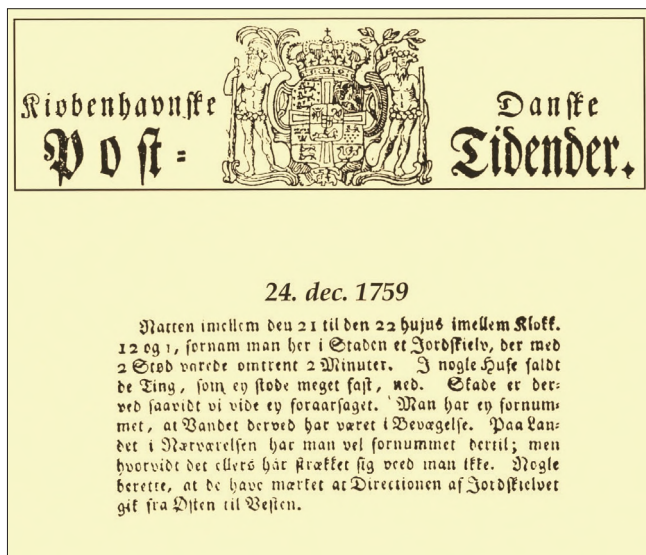 Kiøbenhavnske
Post-
Danske
Tidender.
24. dec. 1759
Natten imellem den 21 til den 22 hujus imellem Klokk.
12 og 1, fornam man her i Staden et Jordskielv, der med
2 Stød varede omtrent 2 Minuter. I nogle Huse faldt
de Ting, som ey stode meget fast, ned. Skade er der-
ved saavidt vi vide ey foraarsaget. Man har ey fornum-
met, at Vandet derved har været i Bevægelse. Paa Lan-
det i Nærværelsen har man vel fornummet dertil; men
hvorvidt det ellers har strækket sig veed man ikke. Nogle
berette, at de have mærket at Directionen af Jordskielvet
gik fra Østen til Vesten.